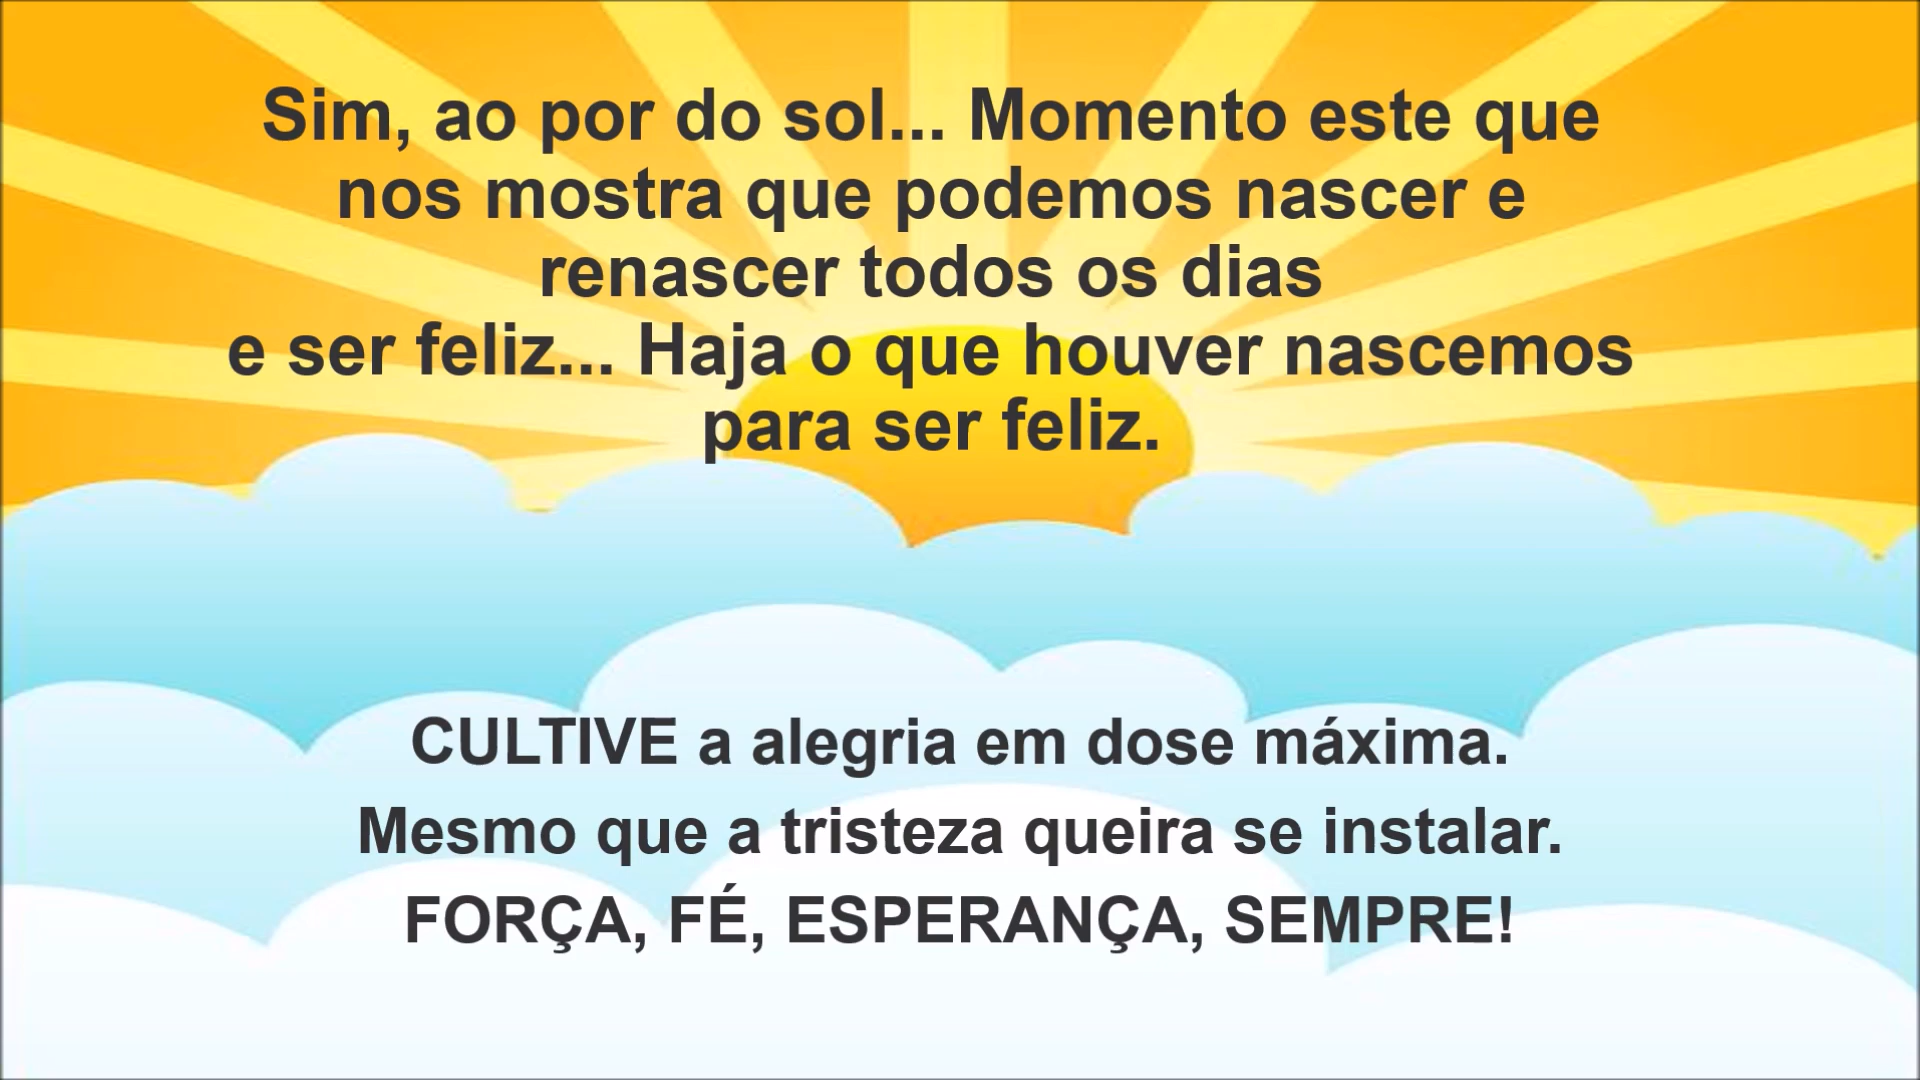 Sim, ao por do sol... Momento este que
nos mostra que podemos nascer e
renascer todos os dias
e ser feliz... Haja o que houver nascemos
para ser feliz.
CULTIVE a alegria em dose máxima.
Mesmo que a tristeza queira se instalar.
FORÇA, FÉ, ESPERANÇA, SEMPRE!